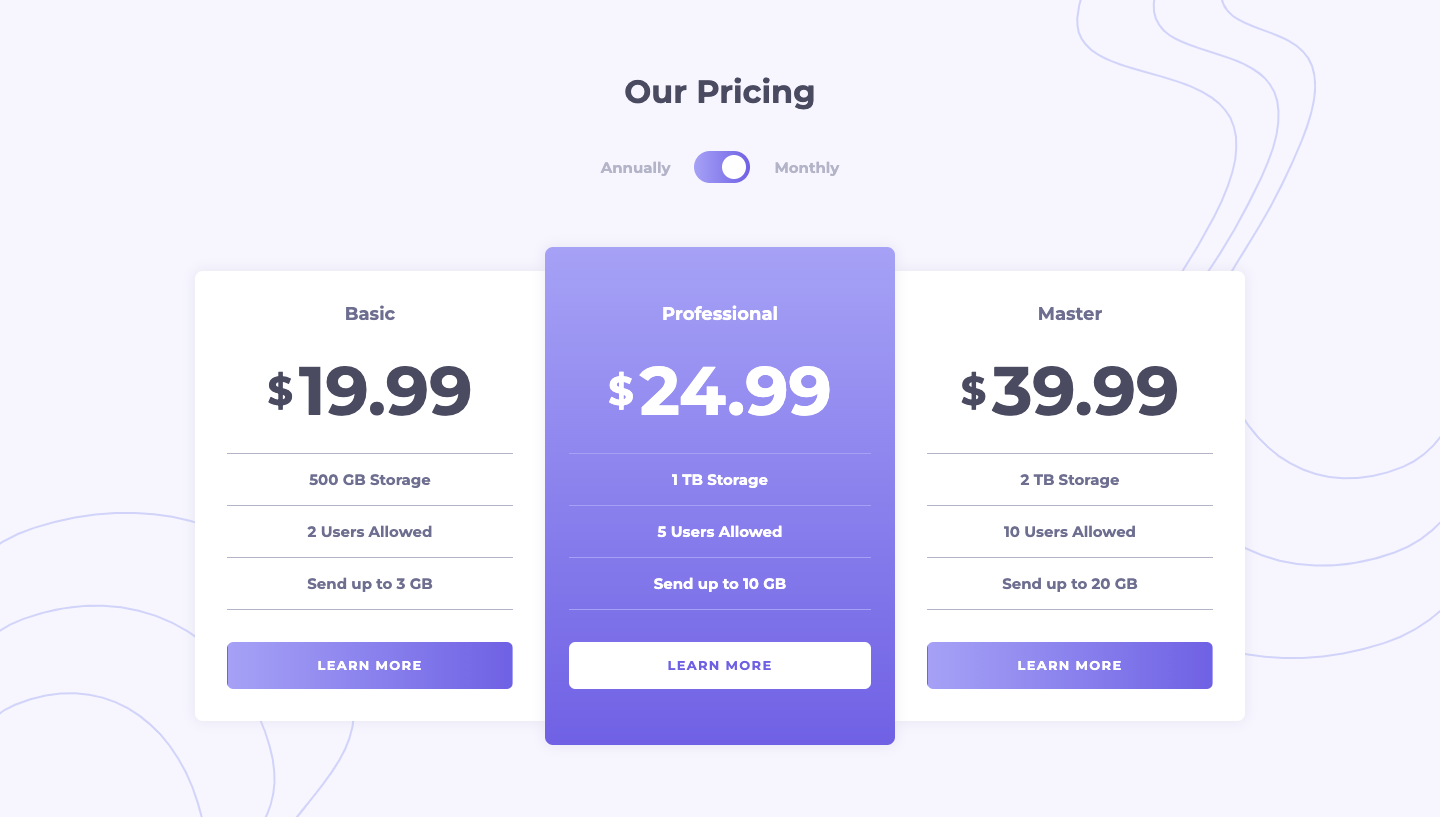 Our Pricing
Annually
Monthly
Basic
$19.99
500 GB Storage
2 Users Allowed
Send up to 3 GB
LEARN MORE
Professional
$24.99
1 TB Storage
5 Users Allowed
Send up to 10 GB
LEARN MORE
Master
$39.99
2 TB Storage
10 Users Allowed
Send up to 20 GB
LEARN MORE